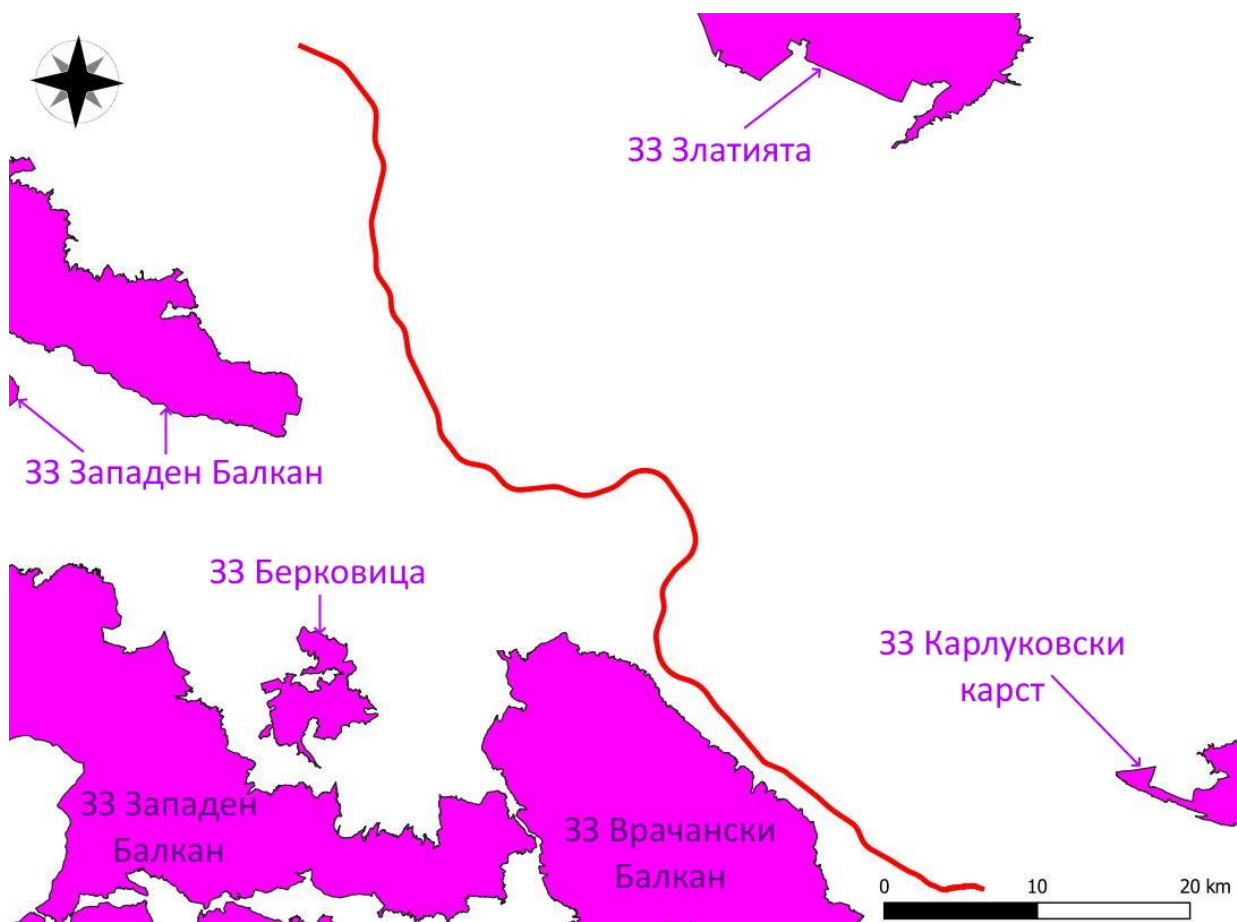 ЗЗ Златията
ЗЗ Западен Балкан
ЗЗ Берковица
ЗЗ Карлуковски
карст
ЗЗ Западен
Балкан
ЗЗ Врачански
Балкан
0 10 20 km